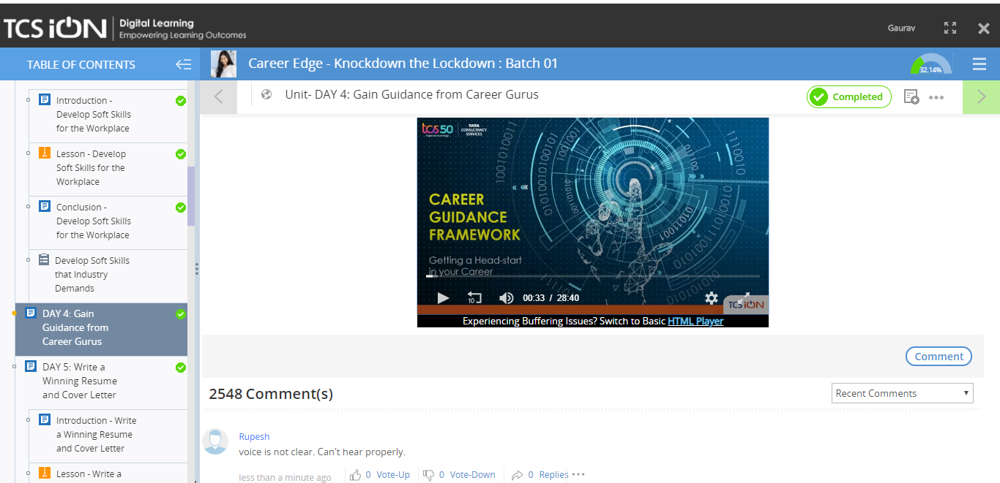 TCS iON
Digital Learning
Empowering Learning Outcomes
Gaurav
TABLE OF CONTENTS
Career Edge - Knockdown the Lockdown : Batch 01
32.14%
Introduction -
Develop Soft Skills
for the Workplace
Lesson - Develop
Soft Skills for the
Workplace
Conclusion -
Develop Soft Skills
for the Workplace
Develop Soft Skills
that Industry
Demands
DAY 4: Gain
Guidance from
Career Gurus
DAY 5: Write a
Winning Resume
and Cover Letter
Introduction - Write
a Winning Resume
and Cover Letter
Lesson - Write a
Unit- DAY 4: Gain Guidance from Career Gurus
Completed
tcs50
TATA
CONSULTANCY
SERVICES
CAREER
GUIDANCE
FRAMEWORK
Getting a Head-start
in your Career
10
00:33 / 28:40
TCS iON
Experiencing Buffering Issues? Switch to Basic HTML Player
Comment
2548 Comment(s)
Recent Comments
Rupesh
voice is not clear. Can't hear properly.
less than a minute ago
0 Vote-Up
0 Vote-Down
0 Replies